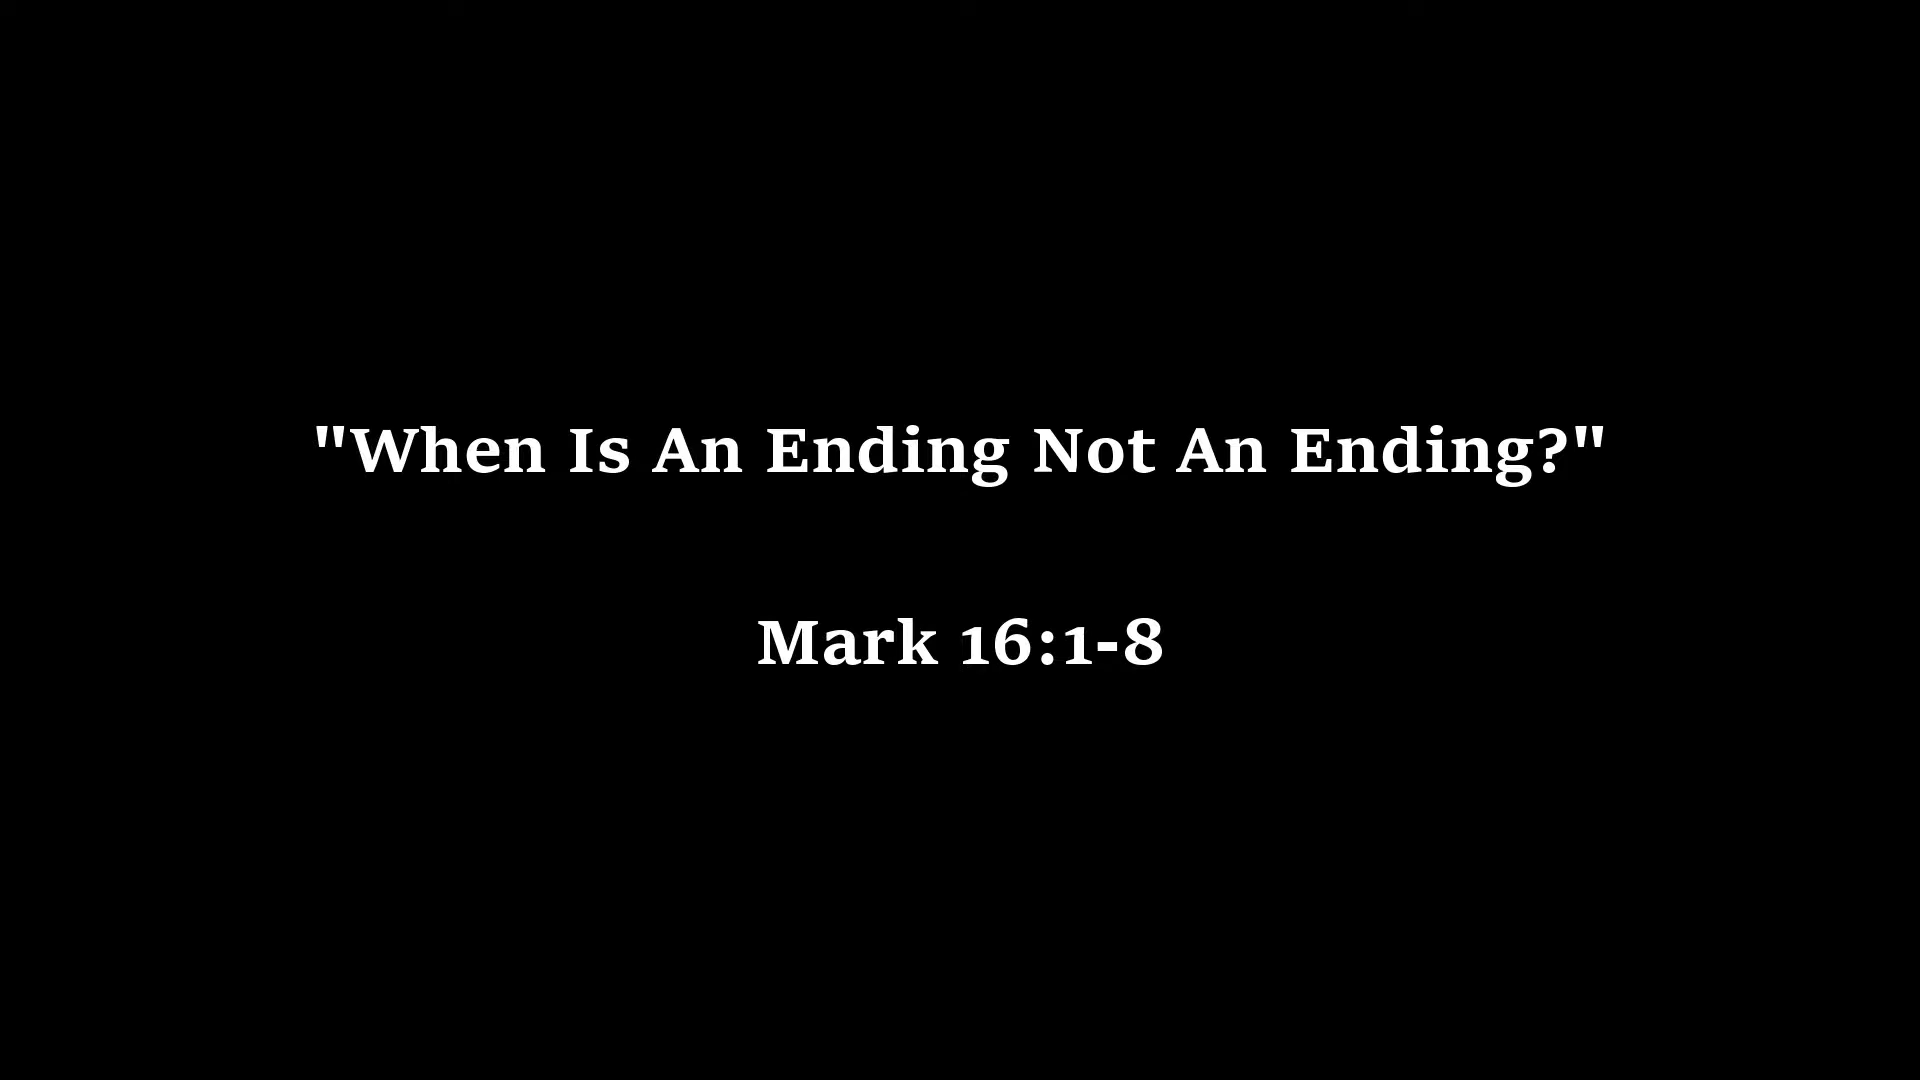 "When Is An Ending Not An Ending?"
Mark 16:1-8